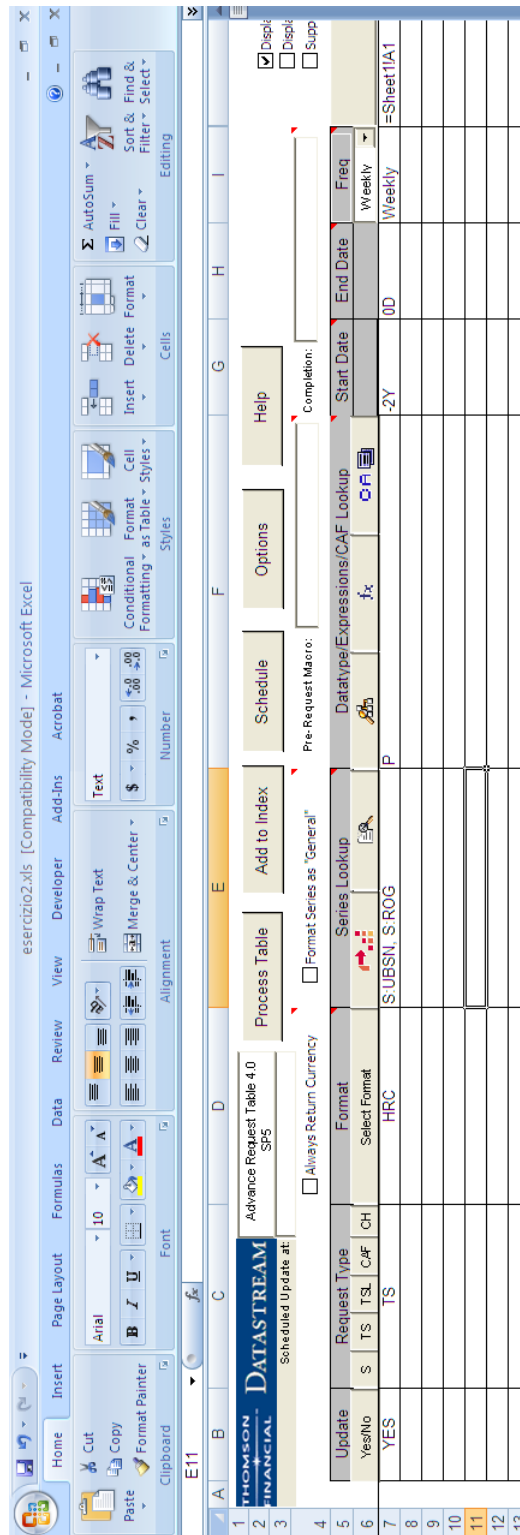 esercizio2.xls [Compatibility Mode] - Microsoft Excel
Home Insert Page Layout Formulas Data Review View Developer Add-Ins Acrobat
Paste
Cut
Copy
Format Painter
Clipboard
Arial 10
B I U
Font
Wrap Text
Merge & Center
Alignment
Text
$ % ,
Number
Conditional Formatting
Format as Table
Cell Styles
Styles
Insert Delete Format
Cells
Σ AutoSum
Fill
Clear
Sort & Filter
Find & Select
Editing
E11 fx
A B C D E F G H I
1
2
3
4
5
6
7
8
9
10
11
12
13
THOMSON FINANCIAL DATASTREAM
Advance Request Table 4.0 SP5
Scheduled Update at:
Process Table Add to Index Schedule Options Help
Always Return Currency Format Series as "General" Pre-Request Macro: Completion:
Displa
Displa
Supp
Update Request Type Format Series Lookup Datatype/Expressions/CAF Lookup Start Date End Date Freq
Yes/No S TS TSL CAF CH Select Format fx Weekly
YES TS HRC S:UBSN, S:ROG P -2Y 0D Weekly =Sheet1!A1